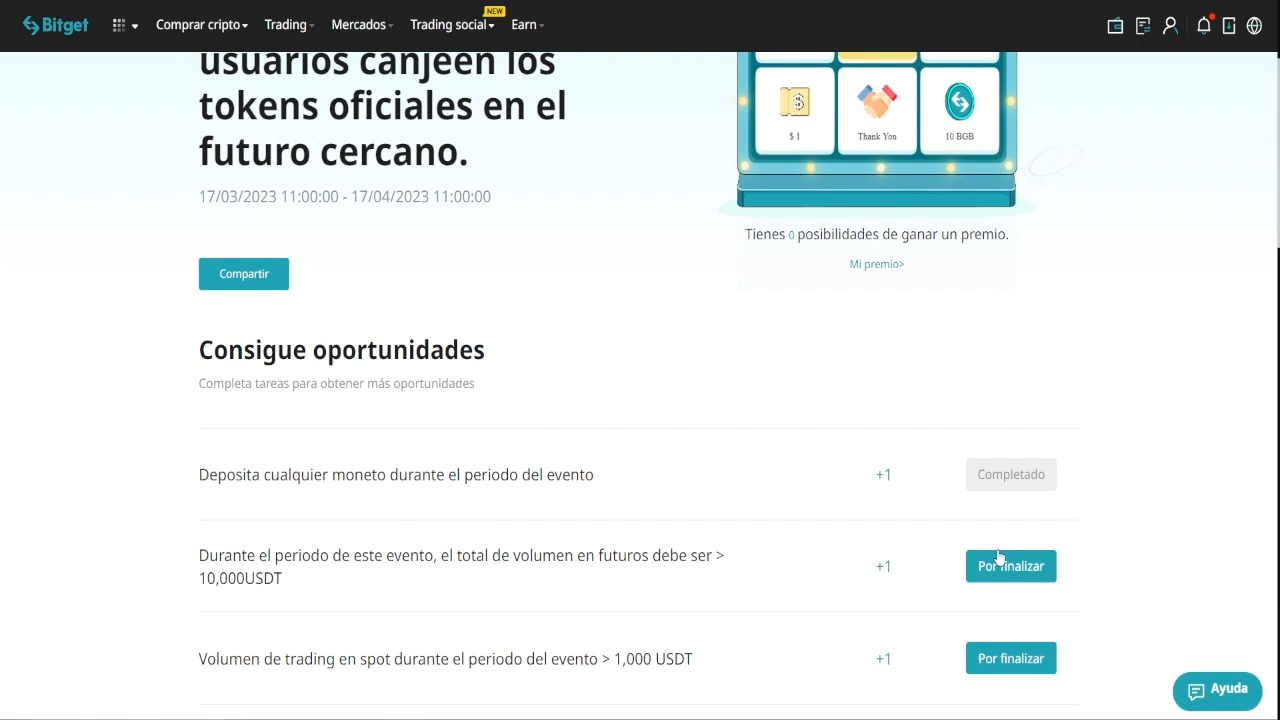 Bitget
Comprar cripto
Trading
Mercados
Trading social
NEW
Earn
usuarios canjeen los
tokens oficiales en el
futuro cercano.
17/03/2023 11:00:00 - 17/04/2023 11:00:00
Compartir
$ 1
Thank You
10 BGB
Tienes 0 posibilidades de ganar un premio.
Mi premio>
Consigue oportunidades
Completa tareas para obtener más oportunidades
Deposita cualquier moneto durante el periodo del evento
+1
Completado
Durante el periodo de este evento, el total de volumen en futuros debe ser >
10,000USDT
+1
Por finalizar
Volumen de trading en spot durante el periodo del evento > 1,000 USDT
+1
Por finalizar
Ayuda